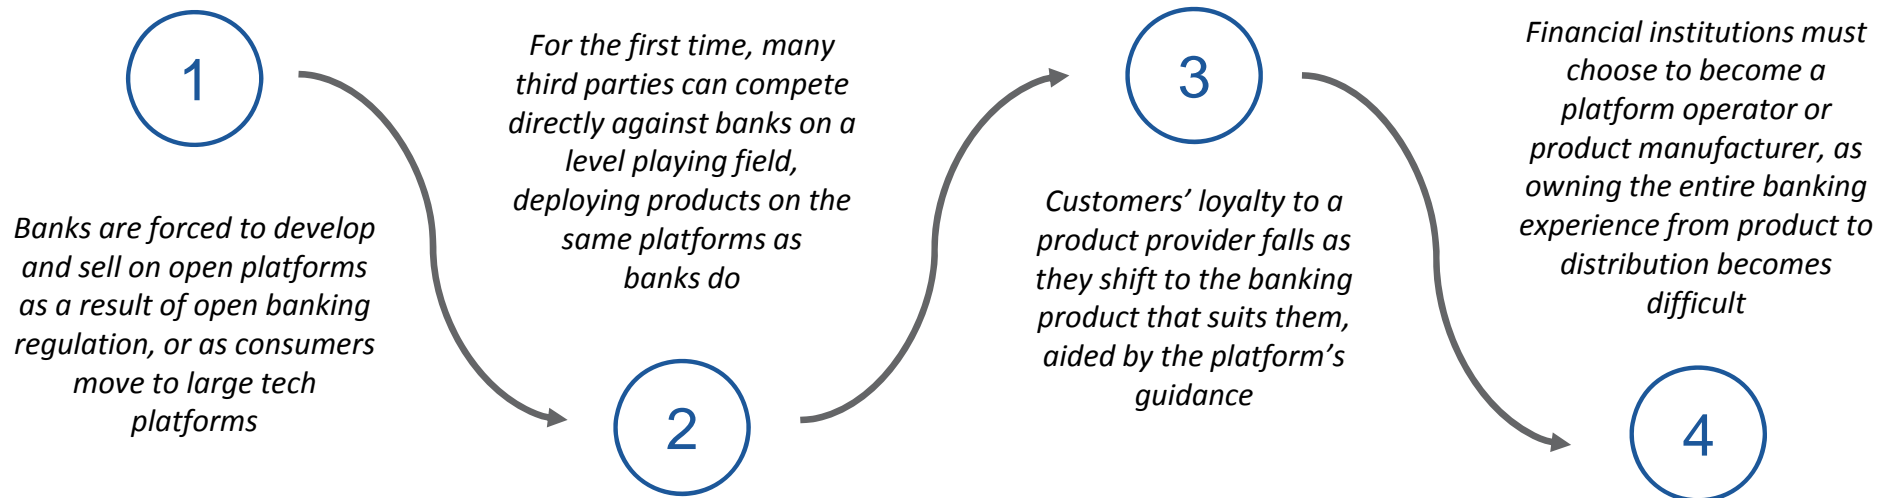 1
Banks are forced to develop
and sell on open platforms
as a result of open banking
regulation, or as consumers
move to large tech
platforms
For the first time, many
third parties can compete
directly against banks on a
level playing field,
deploying products on the
same platforms as
banks do
2
3
Customers’ loyalty to a
product provider falls as
they shift to the banking
product that suits them,
aided by the platform’s
guidance
Financial institutions must
choose to become a
platform operator or
product manufacturer, as
owning the entire banking
experience from product to
distribution becomes
difficult
4